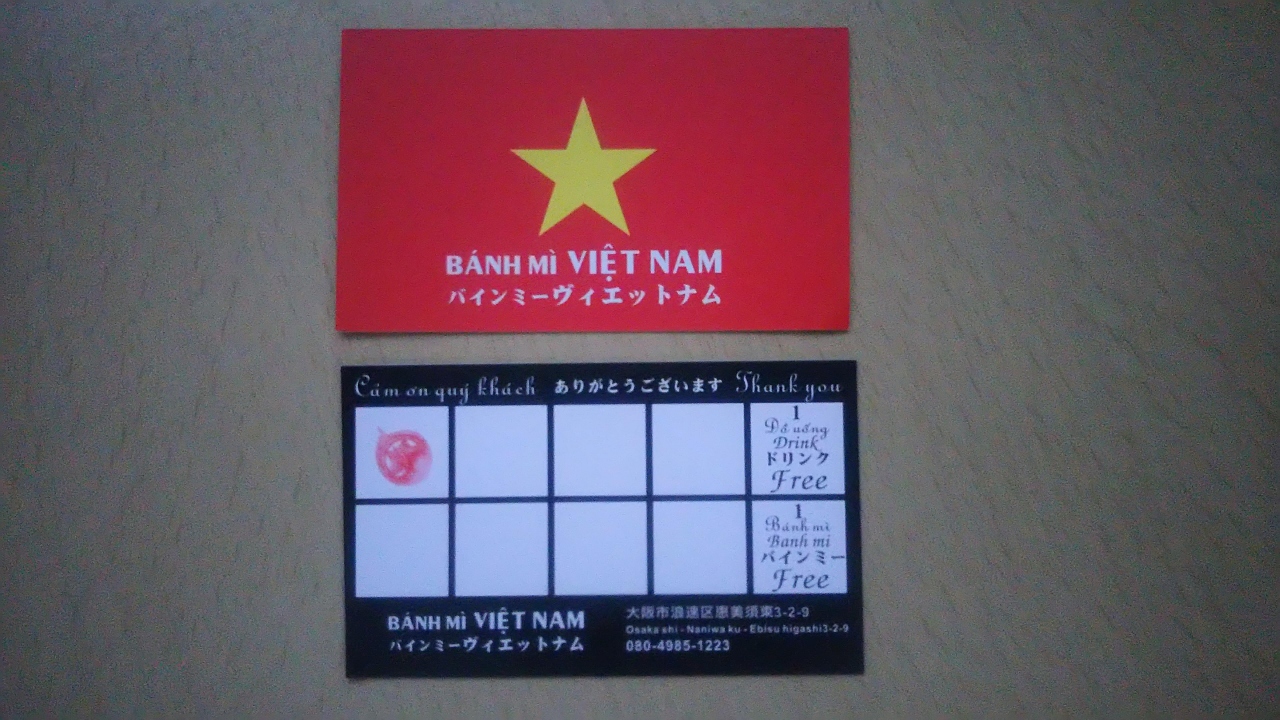 BÁNH MÌ VIỆT NAM
バインミーヴィエットナム
Cảm ơn quý khách ありがとうございます Thank you
1
Đồ uống
Drink
ドリンク
Free
1
Bánh mì
Banh mi
バインミー
Free
BÁNH MÌ VIỆT NAM
バインミーヴィエットナム
大阪市浪速区恵美須東3-2-9
Osaka shi - Naniwa ku - Ebisu higashi3-2-9
080-4985-1223